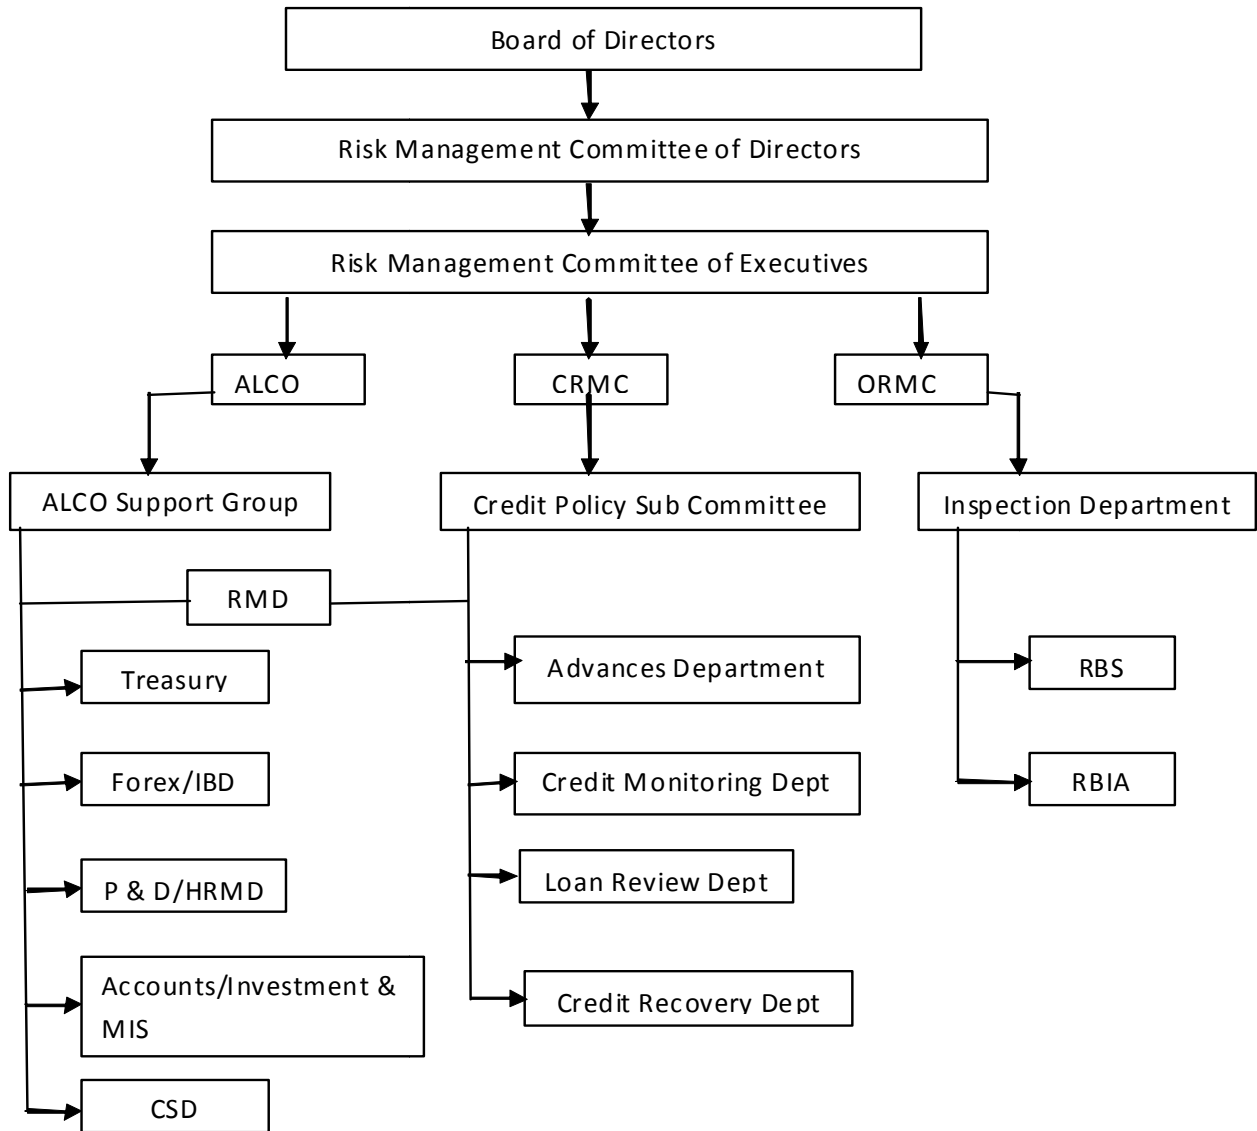 Board of Directors
Risk Management Committee of Directors
Risk Management Committee of Executives
ALCO
CRMC
ORMC
ALCO Support Group
Credit Policy Sub Committee
Inspection Department
RMD
Treasury
Forex/IBD
P & D/HRMD
Accounts/Investment &
MIS
CSD
Advances Department
Credit Monitoring Dept
Loan Review Dept
Credit Recovery Dept
RBS
RBIA